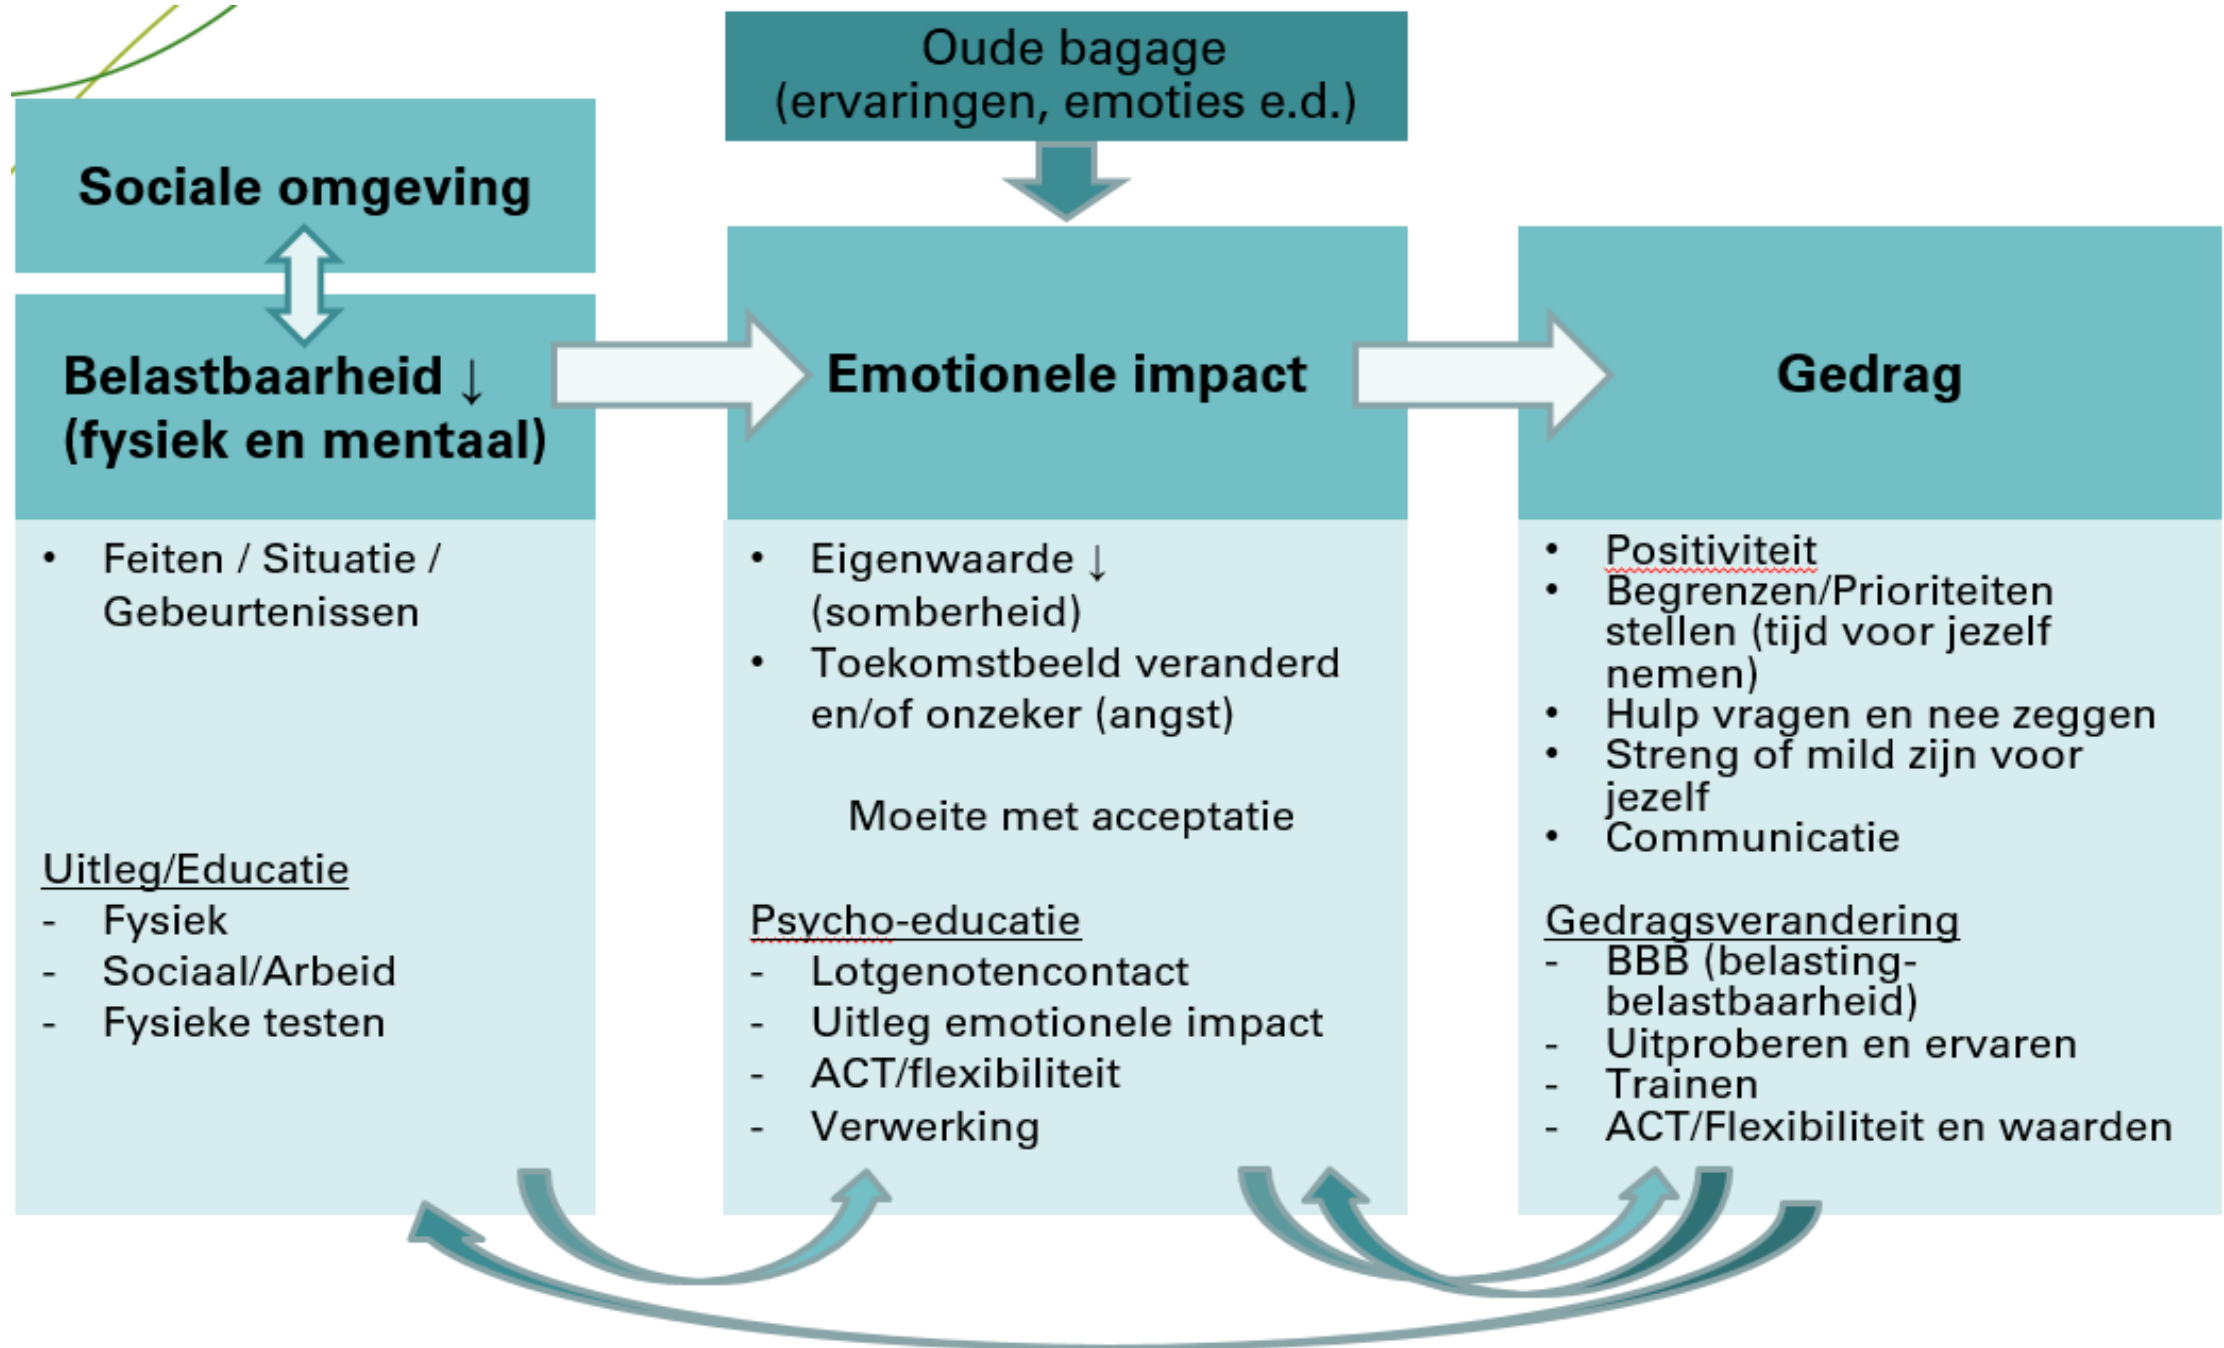 Oude bagage
(ervaringen, emoties e.d.)
Sociale omgeving
Belastbaarheid ↓
(fysiek en mentaal)
Emotionele impact
Gedrag
• Feiten / Situatie /
Gebeurtenissen
Uitleg/Educatie
- Fysiek
- Sociaal/Arbeid
- Fysieke testen
• Eigenwaarde ↓
(somberheid)
• Toekomstbeeld veranderd
en/of onzeker (angst)
Moeite met acceptatie
Psycho-educatie
- Lotgenotencontact
- Uitleg emotionele impact
- ACT/flexibiliteit
- Verwerking
• Positiviteit
• Begrenzen/Prioriteiten
stellen (tijd voor jezelf
nemen)
• Hulp vragen en nee zeggen
• Streng of mild zijn voor
jezelf
• Communicatie
Gedragsverandering
- BBB (belasting-
belastbaarheid)
- Uitproberen en ervaren
- Trainen
- ACT/Flexibiliteit en waarden